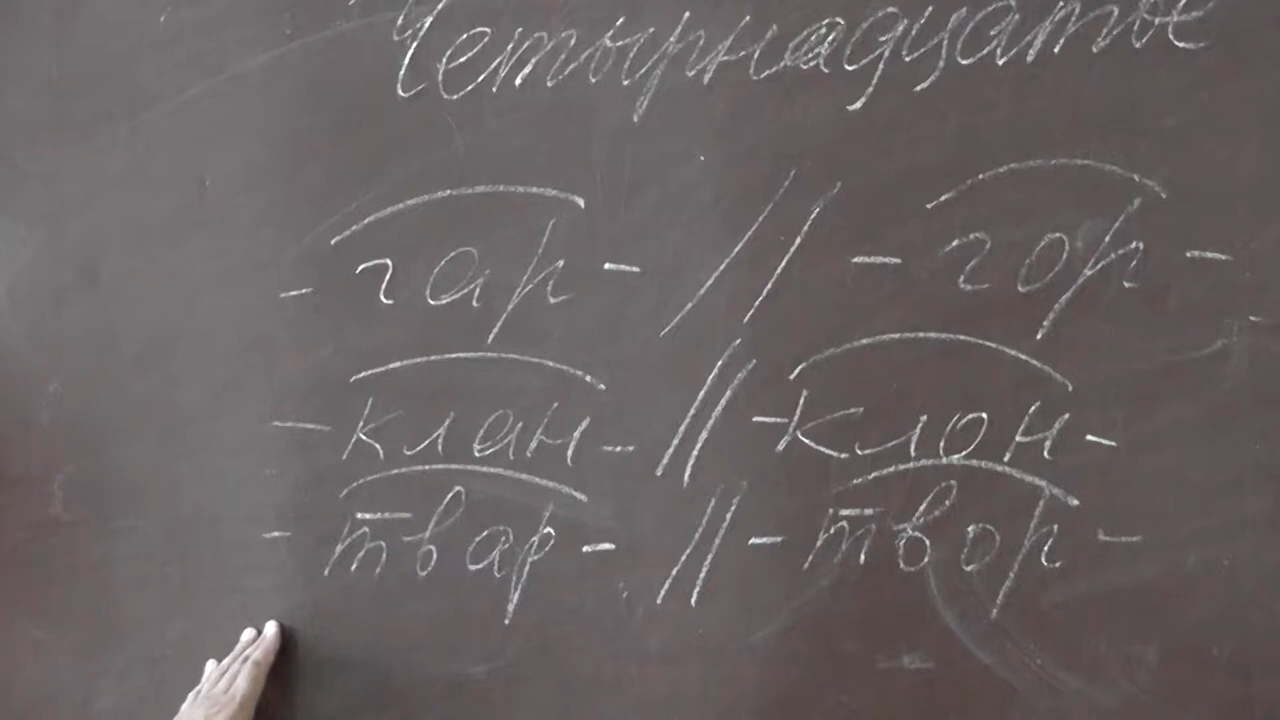 Четырнадцатое
-гар- // -гор-
-клан- // -клон-
-твар- // -твор-